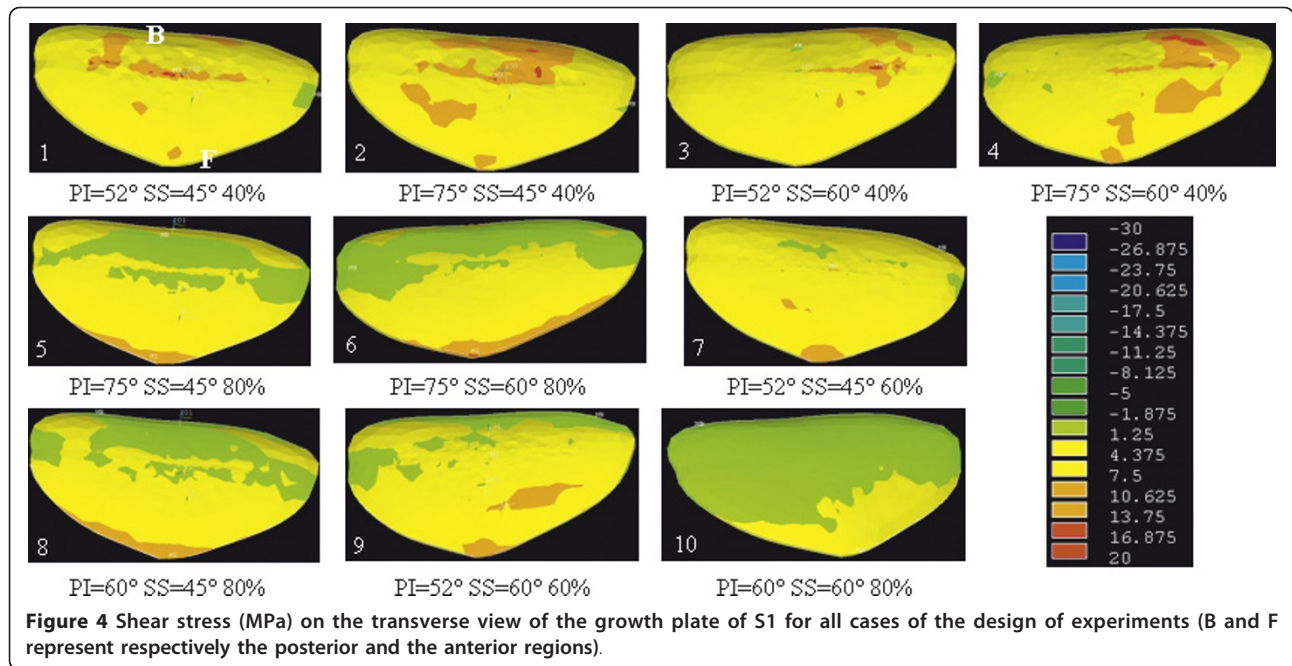 B
F
1
2
3
4
PI=52° SS=45° 40%
PI=75° SS=45° 40%
PI=52° SS=60° 40%
PI=75° SS=60° 40%
5
6
7
PI=75° SS=45° 80%
PI=75° SS=60° 80%
PI=52° SS=45° 60%
8
9
10
PI=60° SS=45° 80%
PI=52° SS=60° 60%
PI=60° SS=60° 80%
-30
-26.875
-23.75
-20.625
-17.5
-14.375
-11.25
-8.125
-5
-1.875
1.25
4.375
7.5
10.625
13.75
16.875
20
Figure 4 Shear stress (MPa) on the transverse view of the growth plate of S1 for all cases of the design of experiments (B and F
represent respectively the posterior and the anterior regions).